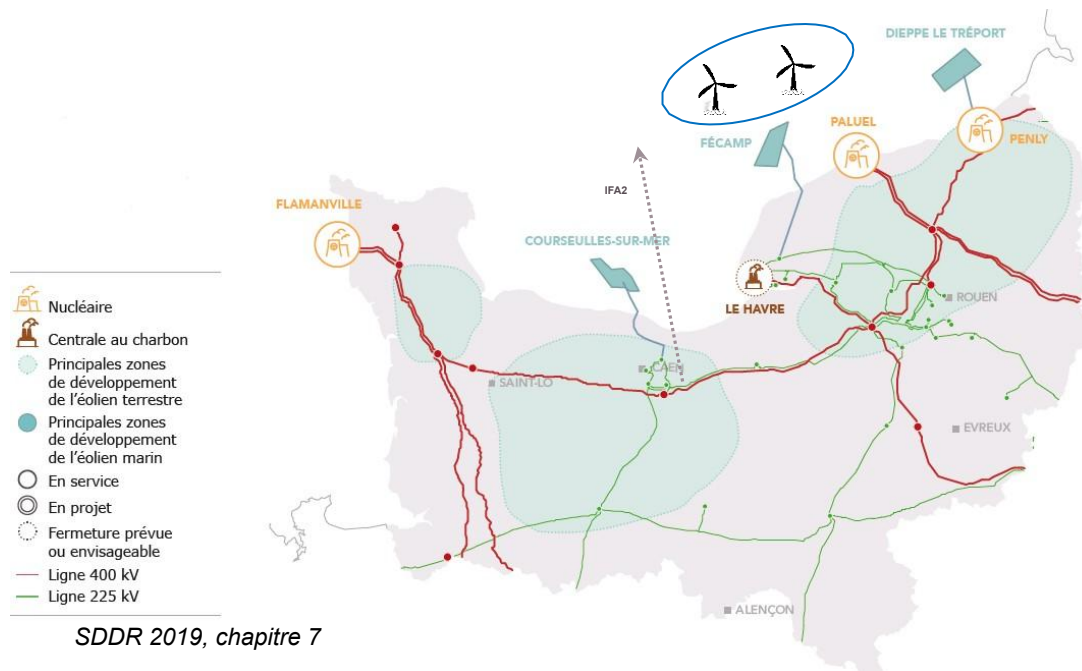 DIEPPE LE TRÉPORT
PALUEL
PENLY
FÉCAMP
IFA2
FLAMANVILLE
COURSEULLES-SUR-MER
LE HAVRE
ROUEN
CAEN
SAINT-LO
EVREUX
ALENÇON
Nucléaire
Centrale au charbon
Principales zones
de développement
de l'éolien terrestre
Principales zones
de développement
de l'éolien marin
En service
En projet
Fermeture prévue
ou envisageable
Ligne 400 kV
Ligne 225 kV
SDDR 2019, chapitre 7